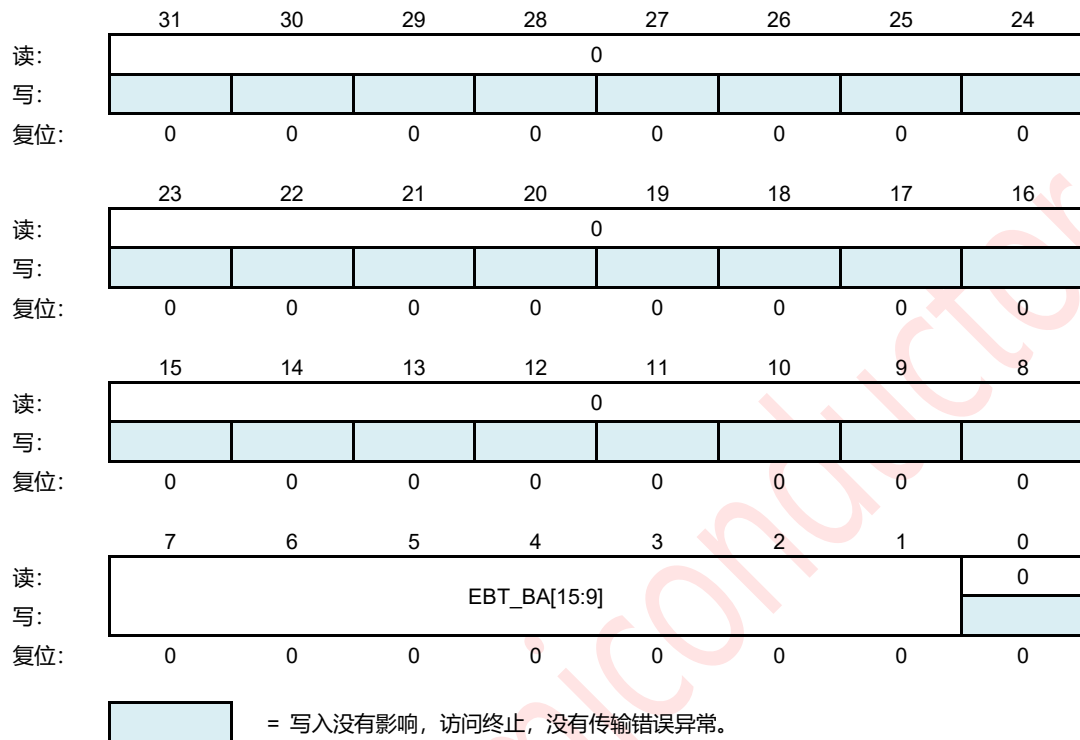 31 30 29 28 27 26 25 24
读: 0
写:
复位: 0 0 0 0 0 0 0 0
23 22 21 20 19 18 17 16
读: 0
写:
复位: 0 0 0 0 0 0 0 0
15 14 13 12 11 10 9 8
读: 0
写:
复位: 0 0 0 0 0 0 0 0
7 6 5 4 3 2 1 0
读: 0
EBT_BA[15:9]
写:
复位: 0 0 0 0 0 0 0 0
= 写入没有影响，访问终止，没有传输错误异常。
miconductor